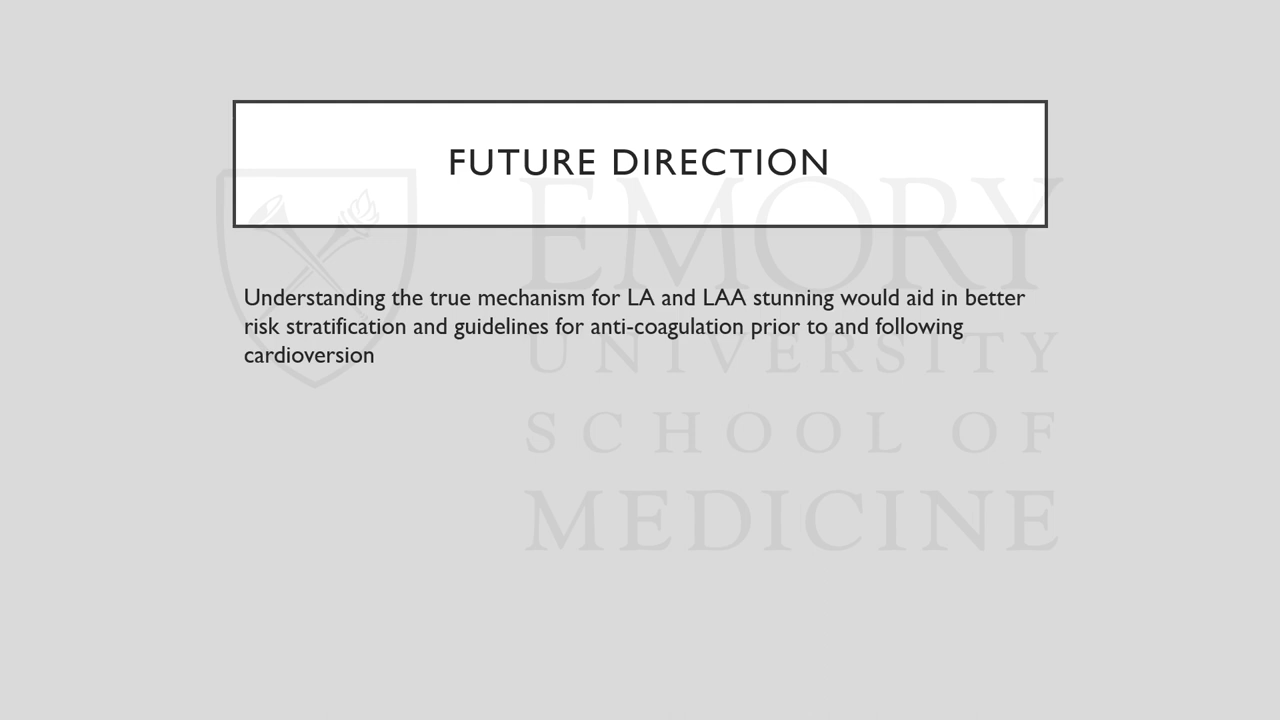 FUTURE DIRECTION
Understanding the true mechanism for LA and LAA stunning would aid in better
risk stratification and guidelines for anti-coagulation prior to and following
cardioversion
EMORY
UNIVERSITY
SCHOOL OF
MEDICINE